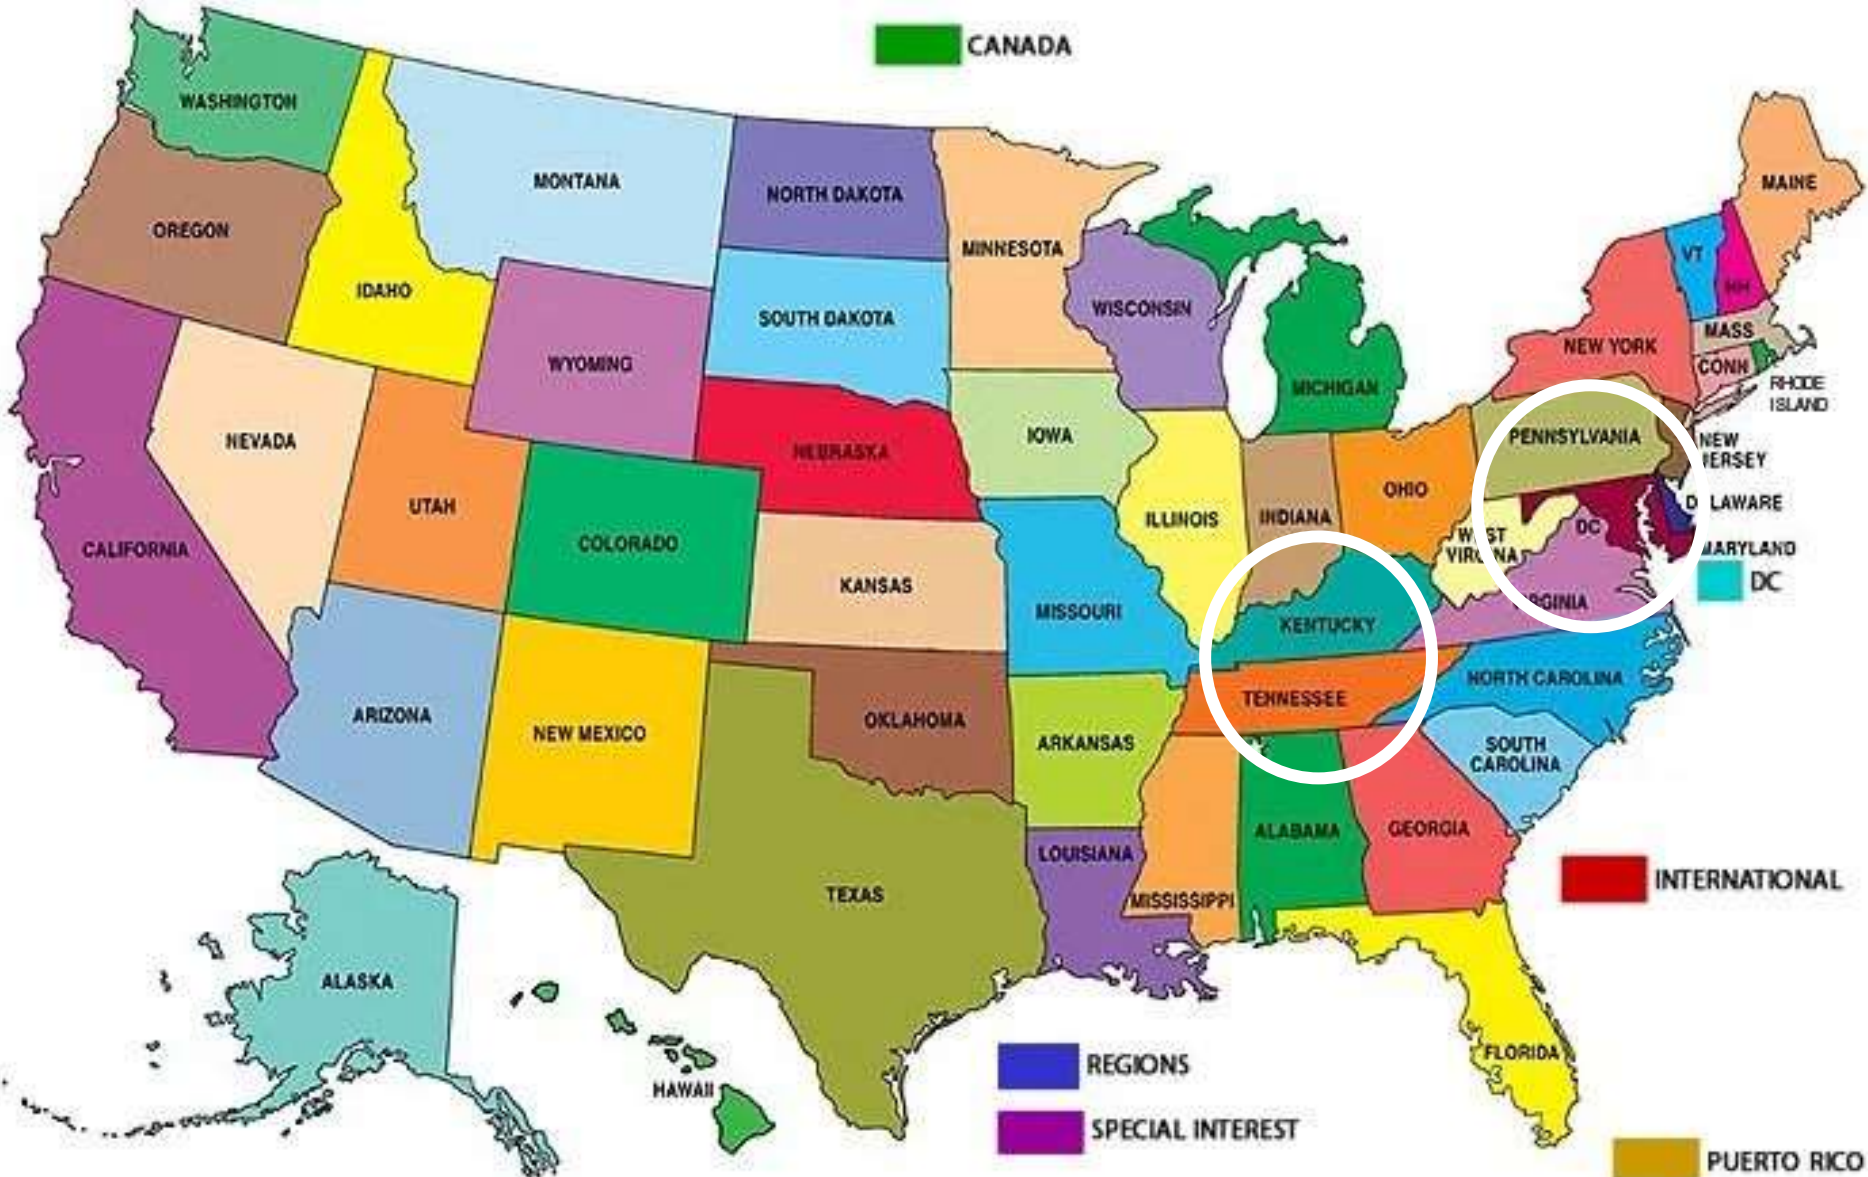 CANADA
WASHINGTON
MAINE
MONTANA
NORTH DAKOTA
OREGON
MINNESOTA
VT
NH
IDAHO
WISCONSIN
SOUTH DAKOTA
MASS
NEW YORK
WYOMING
CONN
MICHIGAN
RHODE
ISLAND
NEVADA
IOWA
PENNSYLVANIA
NEBRASKA
NEW
JERSEY
UTAH
OHIO
ILLINOIS
INDIANA
DELAWARE
DC
WEST
VIRGINIA
CALIFORNIA
COLORADO
MARYLAND
DC
KANSAS
MISSOURI
KENTUCKY
VIRGINIA
NORTH CAROLINA
TENNESSEE
ARIZONA
NEW MEXICO
OKLAHOMA
ARKANSAS
SOUTH
CAROLINA
ALABAMA
GEORGIA
LOUISIANA
INTERNATIONAL
TEXAS
MISSISSIPPI
ALASKA
FLORIDA
REGIONS
HAWAII
SPECIAL INTEREST
PUERTO RICO